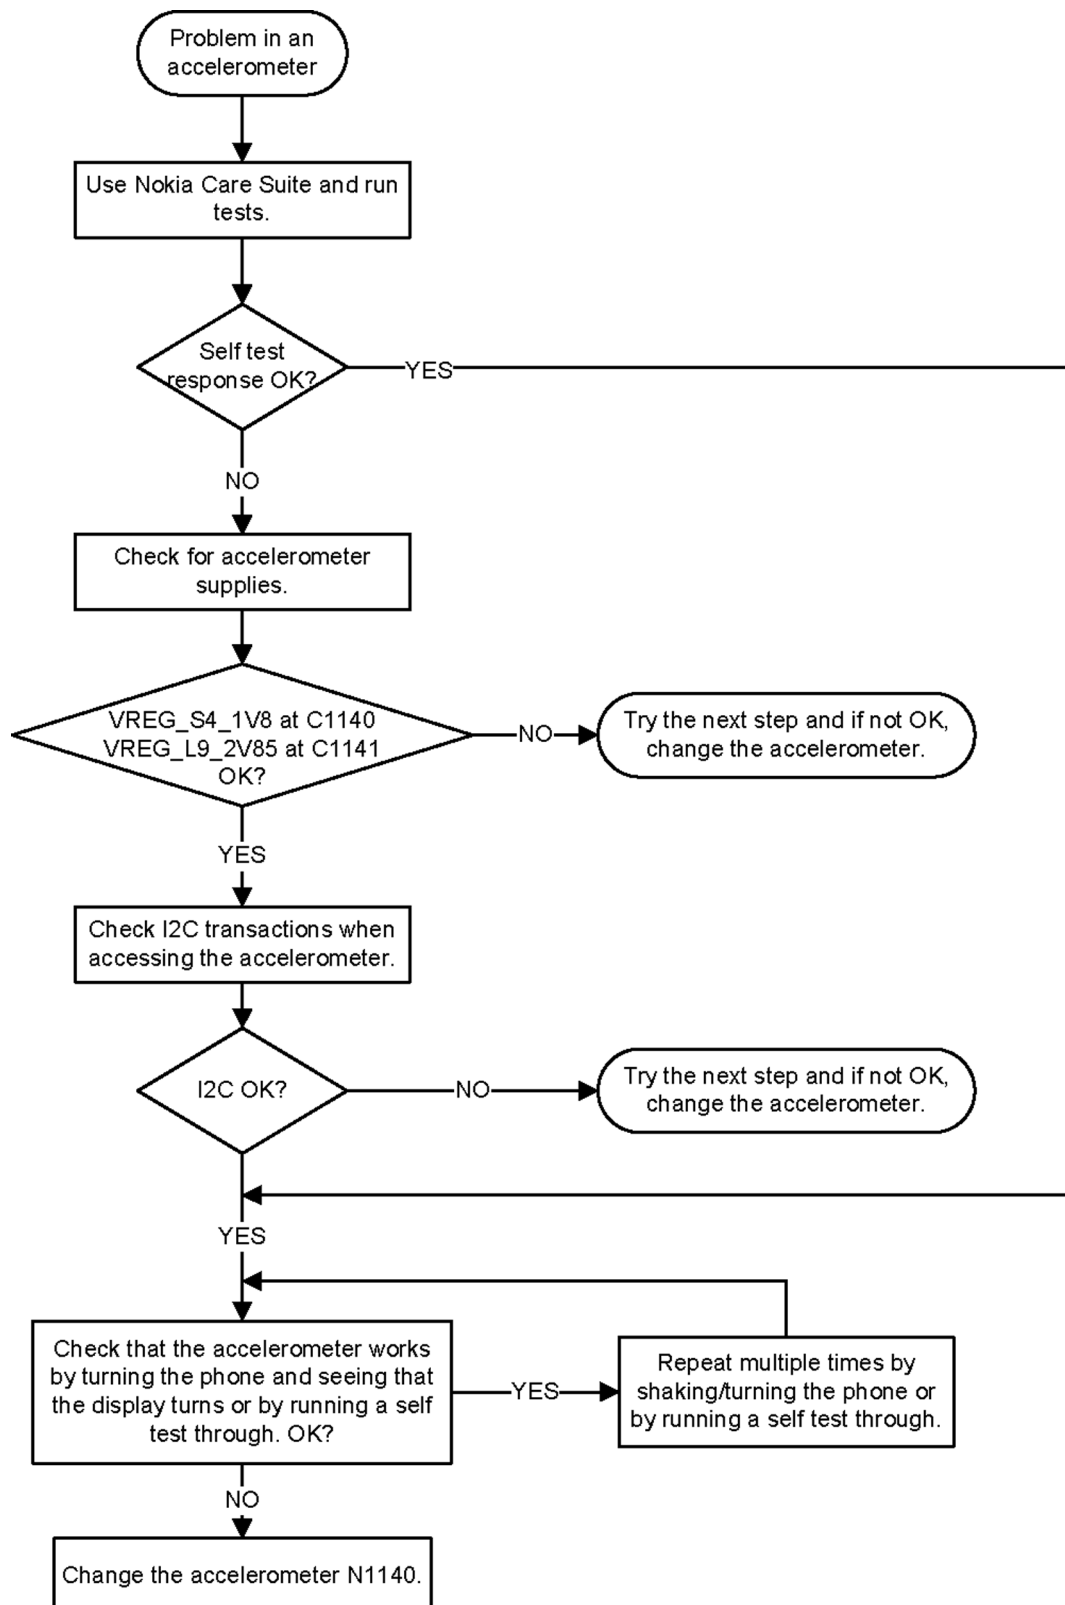 Problem in an
accelerometer
Use Nokia Care Suite and run
tests.
Self test
response OK?
YES
NO
Check for accelerometer
supplies.
VREG_S4_1V8 at C1140
VREG_L9_2V85 at C1141
OK?
NO
Try the next step and if not OK,
change the accelerometer.
YES
Check I2C transactions when
accessing the accelerometer.
I2C OK?
NO
Try the next step and if not OK,
change the accelerometer.
YES
Check that the accelerometer works
by turning the phone and seeing that
the display turns or by running a self
test through. OK?
YES
Repeat multiple times by
shaking/turning the phone or
by running a self test through.
NO
Change the accelerometer N1140.